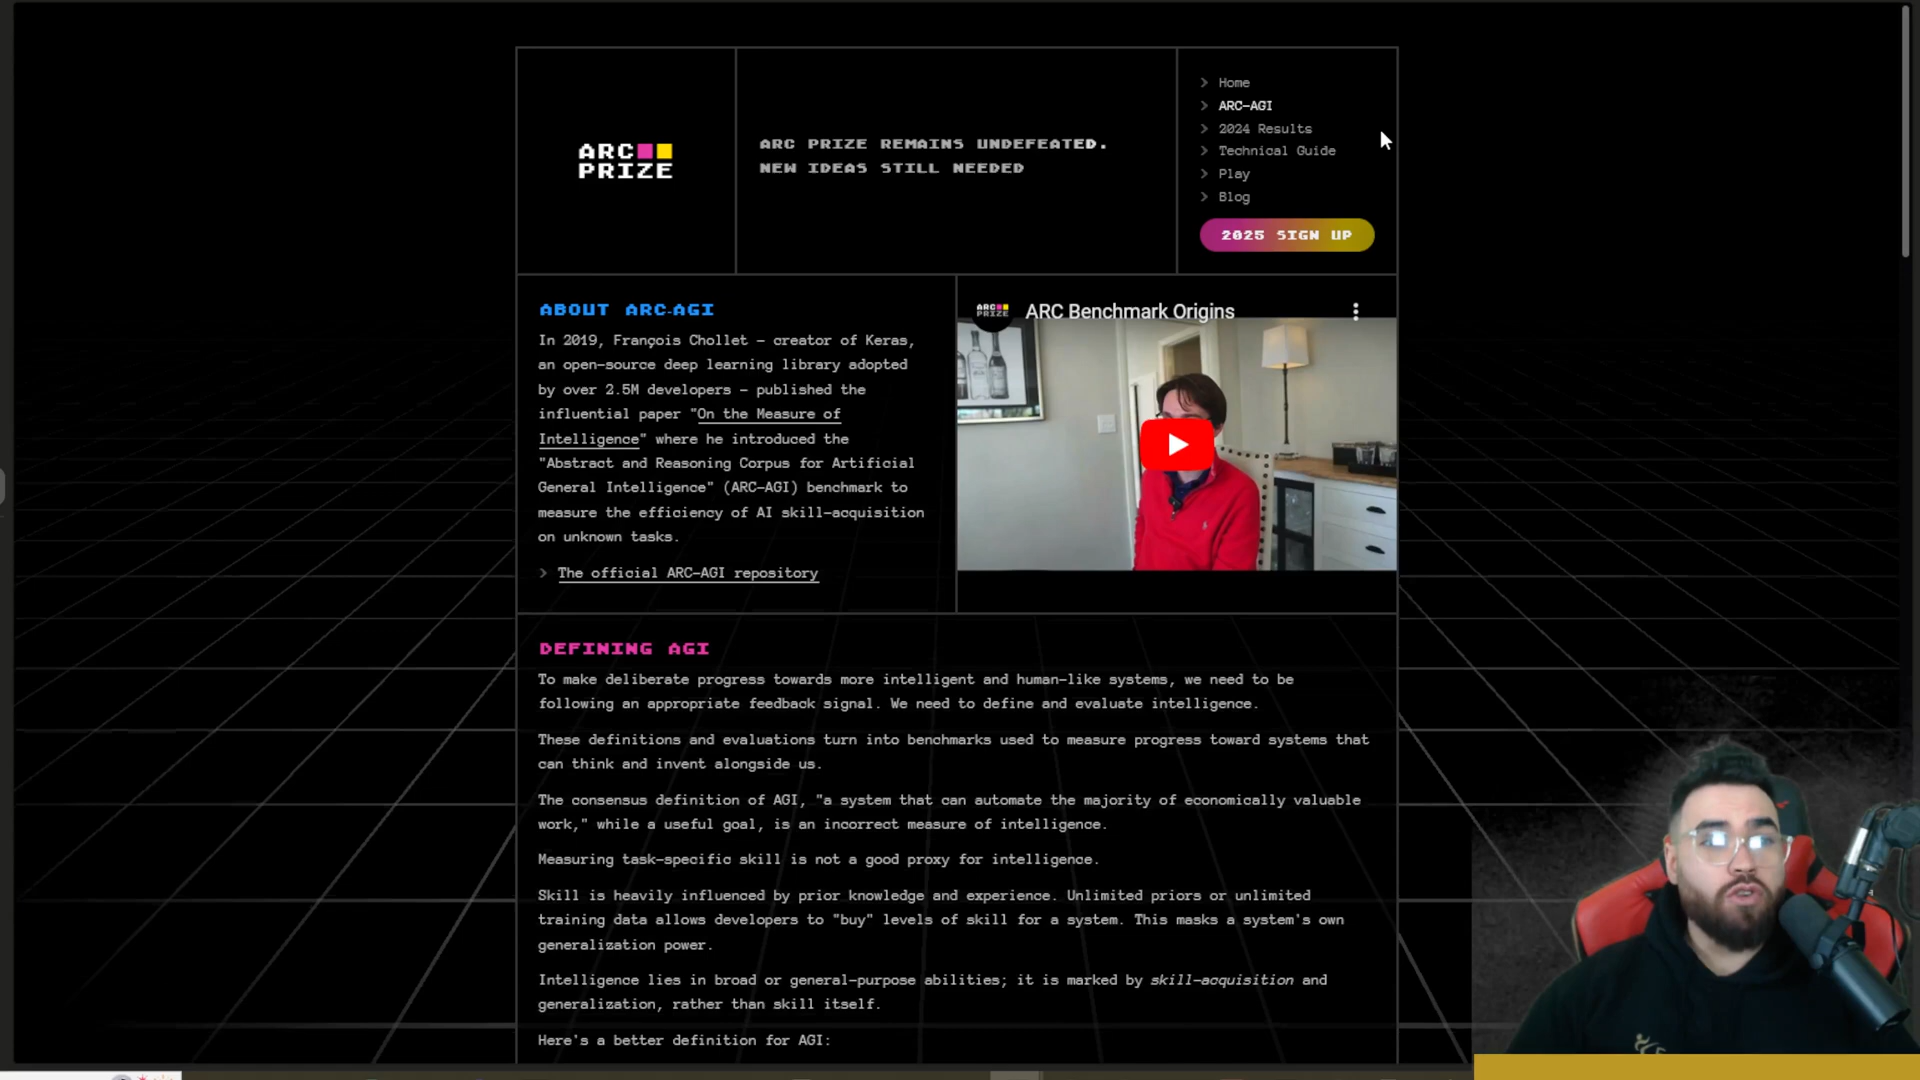 ARC
PRIZE
ARC PRIZE REMAINS UNDEFEATED.
NEW IDEAS STILL NEEDED
> Home
> ARC-AGI
> 2024 Results
> Technical Guide
> Play
> Blog
2025 SIGN UP
ABOUT ARC-AGI
In 2019, François Chollet - creator of Keras,
an open-source deep learning library adopted
by over 2.5M developers - published the
influential paper "On the Measure of
Intelligence" where he introduced the
"Abstract and Reasoning Corpus for Artificial
General Intelligence" (ARC-AGI) benchmark to
measure the efficiency of AI skill-acquisition
on unknown tasks.
> The official ARC-AGI repository
ARC
PRIZE
ARC Benchmark Origins
DEFINING AGI
To make deliberate progress towards more intelligent and human-like systems, we need to be
following an appropriate feedback signal. We need to define and evaluate intelligence.
These definitions and evaluations turn into benchmarks used to measure progress toward systems that
can think and invent alongside us.
The consensus definition of AGI, "a system that can automate the majority of economically valuable
work," while a useful goal, is an incorrect measure of intelligence.
Measuring task-specific skill is not a good proxy for intelligence.
Skill is heavily influenced by prior knowledge and experience. Unlimited priors or unlimited
training data allows developers to "buy" levels of skill for a system. This masks a system's own
generalization power.
Intelligence lies in broad or general-purpose abilities; it is marked by skill-acquisition and
generalization, rather than skill itself.
Here's a better definition for AGI: